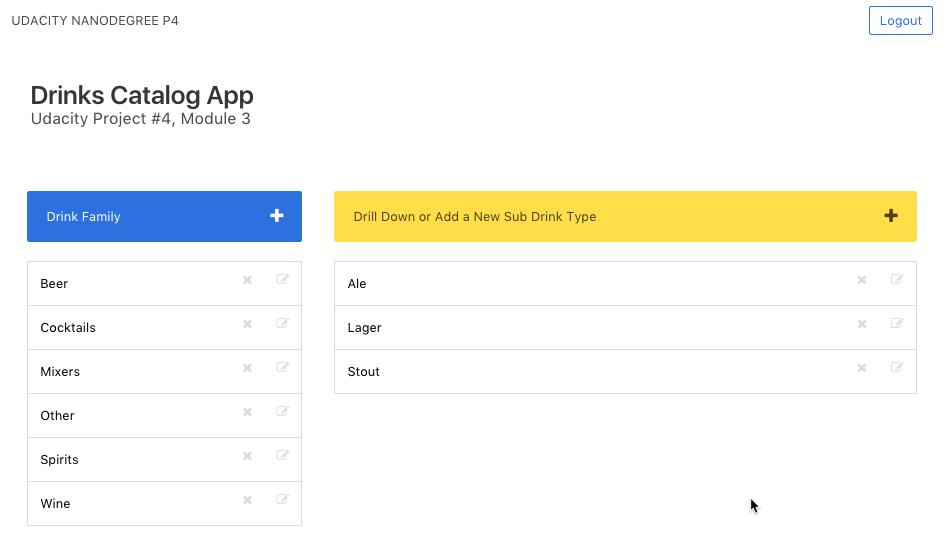 UDACITY NANODEGREE P4
Logout
Drinks Catalog App
Udacity Project #4, Module 3
Drink Family
Beer
Cocktails
Mixers
Other
Spirits
Wine
Drill Down or Add a New Sub Drink Type
Ale
Lager
Stout